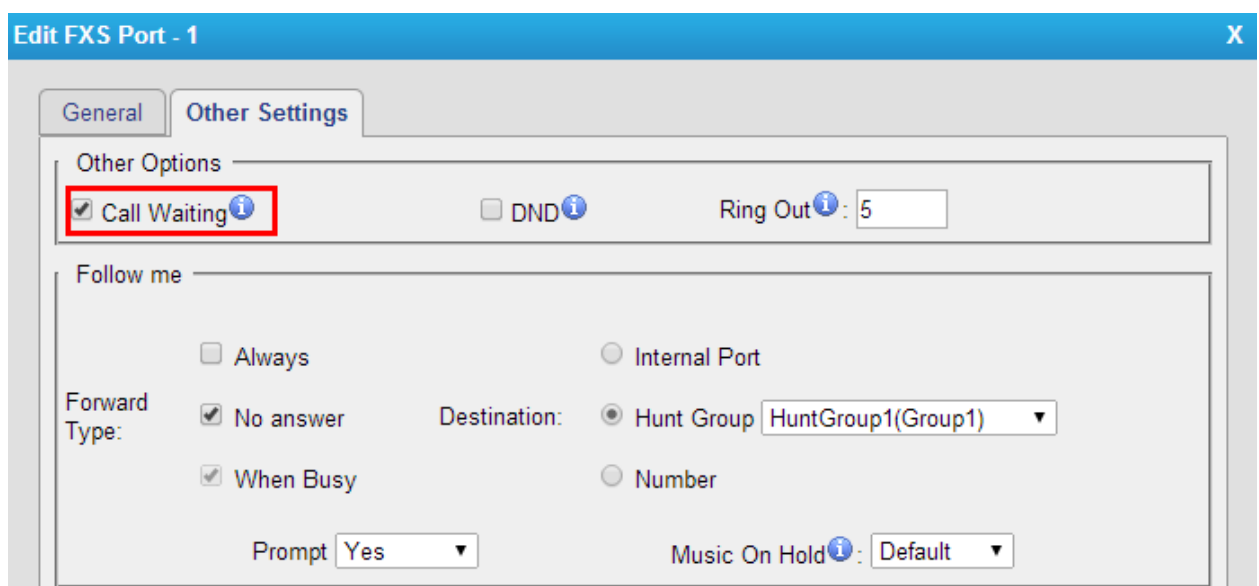 Edit FXS Port - 1 X
General Other Settings
Other Options
Call Waiting i DND i Ring Out i : 5
Follow me
Always Internal Port
Forward Type: No answer Destination: Hunt Group HuntGroup1(Group1)
When Busy Number
Prompt Yes Music On Hold i : Default